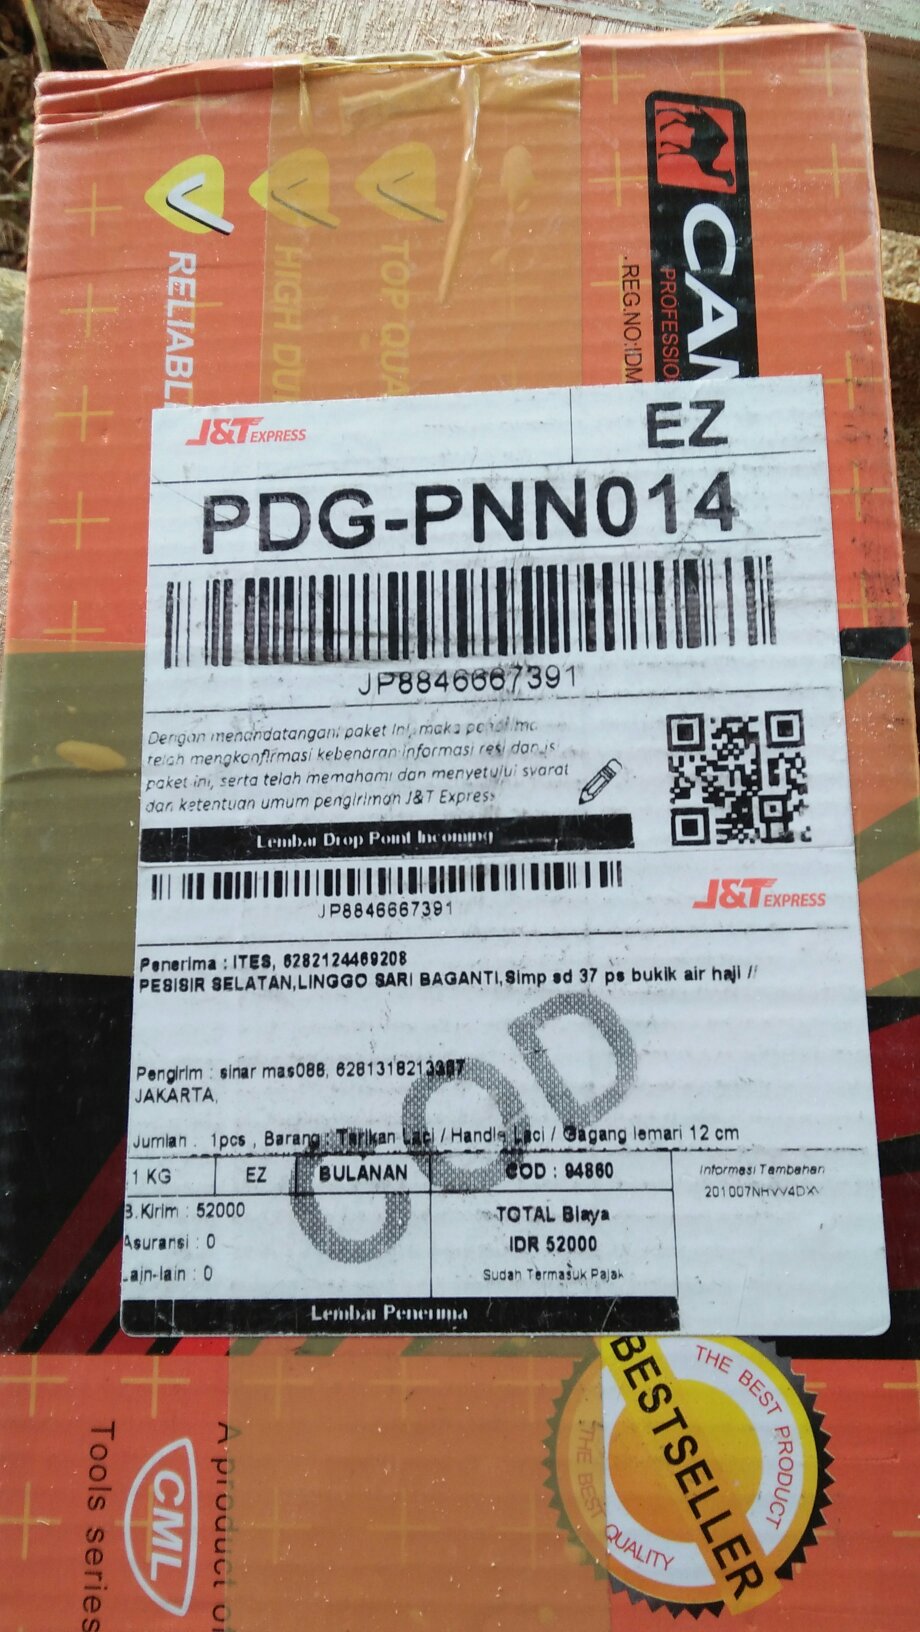 CAM
PROFESSIO
REG.NO:IDM
RELIABL
HIGH DU
TOP QUA
J&T EXPRESS
EZ
PDG-PNN014
JP8846667391
Dengan menandatangani paket ini, maka penerima
telah mengkonfirmasi kebenaran informasi resi dan is
paket ini, serta telah memahami dan menyetujui syarat
dan ketentuan umum pengiriman J&T Express
Lembar Drop Point Incoming
JP8846667391
J&T EXPRESS
Penerima : ITES, 6282124469208
PESISIR SELATAN,LINGGO SARI BAGANTI,Simp sd 37 ps bukik air haji //
Pengirim : sinar mas088, 6281318213367
JAKARTA,
COD
Jumlah : 1pcs , Barang : Tarikan Laci / Handle Laci / Gagang lemari 12 cm
1 KG EZ BULANAN COD : 94860 Informasi Tambahan
201007NHVV4DX
B.Kirim : 52000 TOTAL Biaya
Asuransi : 0 IDR 52000
Lain-lain : 0 Sudah Termasuk Pajak
Lembar Penerima
BESTSELLER
THE BEST PRODUCT
THE BEST QUALITY
A product of
CML
Tools series